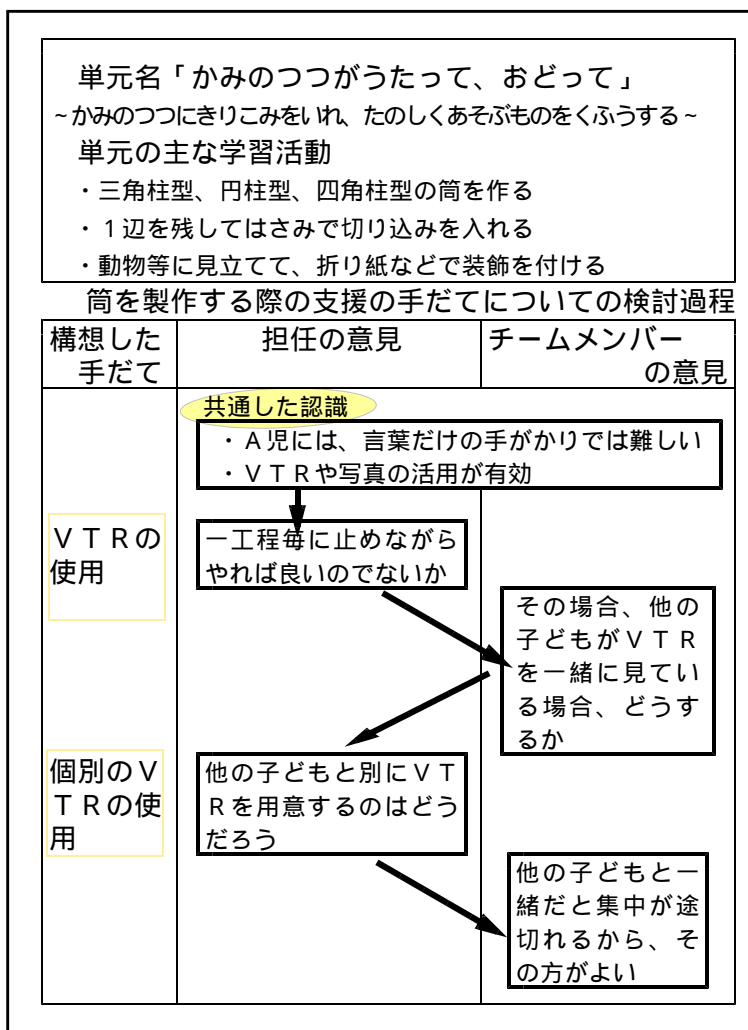 単元名「かみのつつがうたって、おどって」
~かみのつつにきりこみをいれ、たのしくあそぶものをくふうする~
単元の主な学習活動
・三角柱型、円柱型、四角柱型の筒を作る
・１辺を残してはさみで切り込みを入れる
・動物等に見立てて、折り紙などで装飾を付ける
筒を製作する際の支援の手だてについての検討過程
構想した
手だて
担任の意見
チームメンバー
の意見
共通した認識
・Ａ児には、言葉だけの手がかりでは難しい
・ＶＴＲや写真の活用が有効
ＶＴＲの
使用
一工程毎に止めながら
やれば良いのでないか
その場合、他の
子どもがＶＴＲ
を一緒に見てい
る場合、どうす
るか
個別のＶ
ＴＲの使
用
他の子どもと別にＶＴ
Ｒを用意するのはどう
だろう
他の子どもと一
緒だと集中が途
切れるから、そ
の方がよい